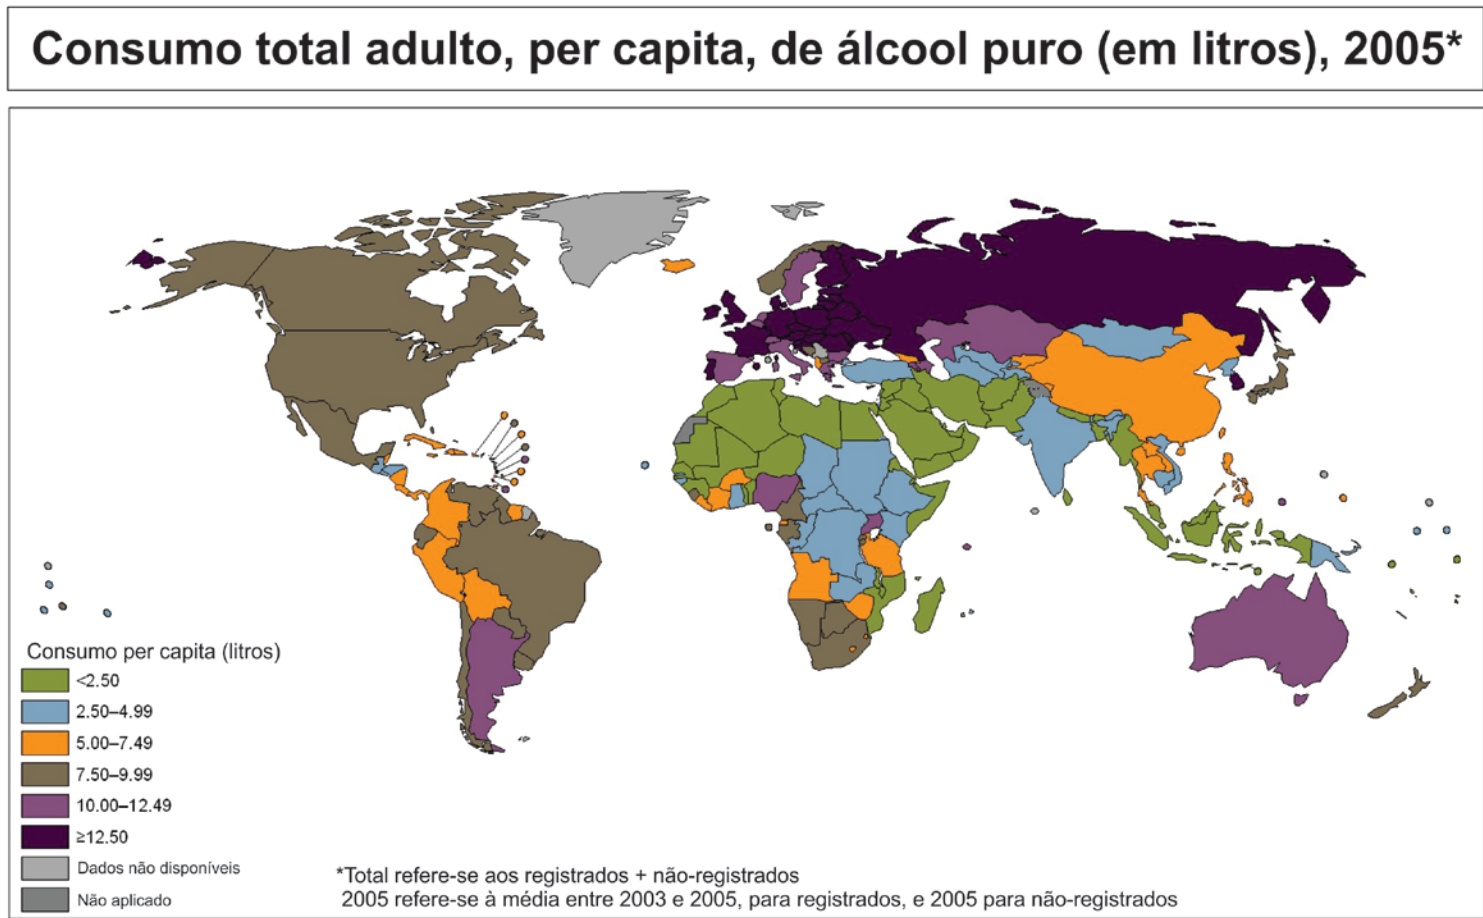 Consumo total adulto, per capita, de álcool puro (em litros), 2005*
Consumo per capita (litros)
<2.50
2.50–4.99
5.00–7.49
7.50–9.99
10.00–12.49
≥12.50
Dados não disponíveis
Não aplicado
*Total refere-se aos registrados + não-registrados
2005 refere-se à média entre 2003 e 2005, para registrados, e 2005 para não-registrados